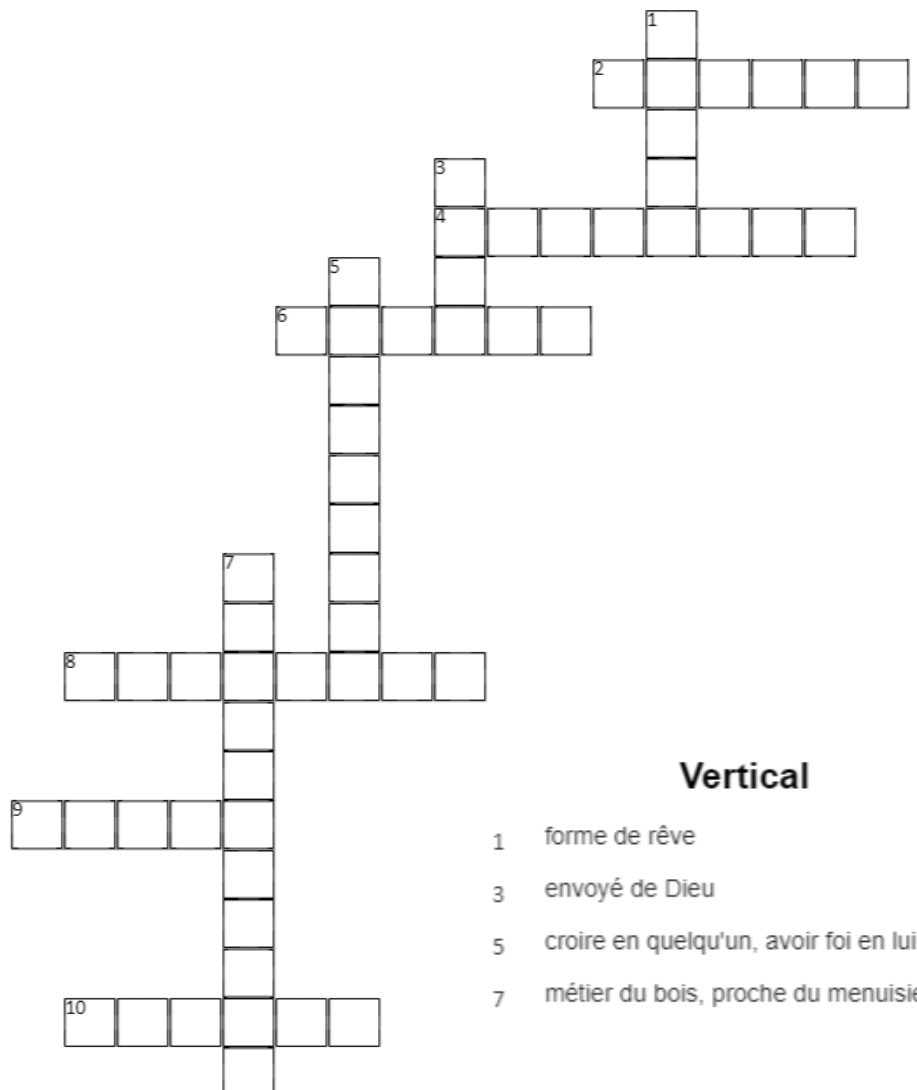 1
2
3
4
5
6
7
8
9
10
Vertical
1 forme de rêve
3 envoyé de Dieu
5 croire en quelqu'un, avoir foi en lui
7 métier du bois, proche du